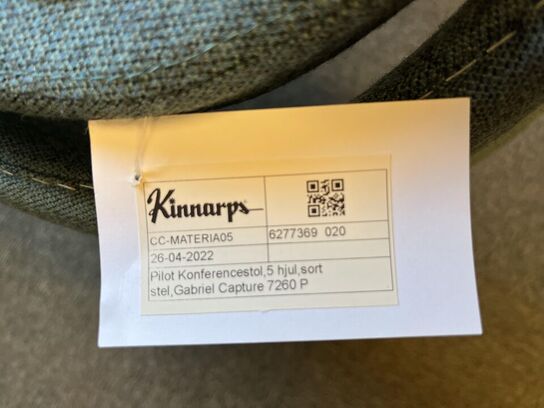 Kinnarps
CC-MATERIA05 6277369 020
26-04-2022
Pilot Konferencestol,5 hjul,sort
stel,Gabriel Capture 7260 P